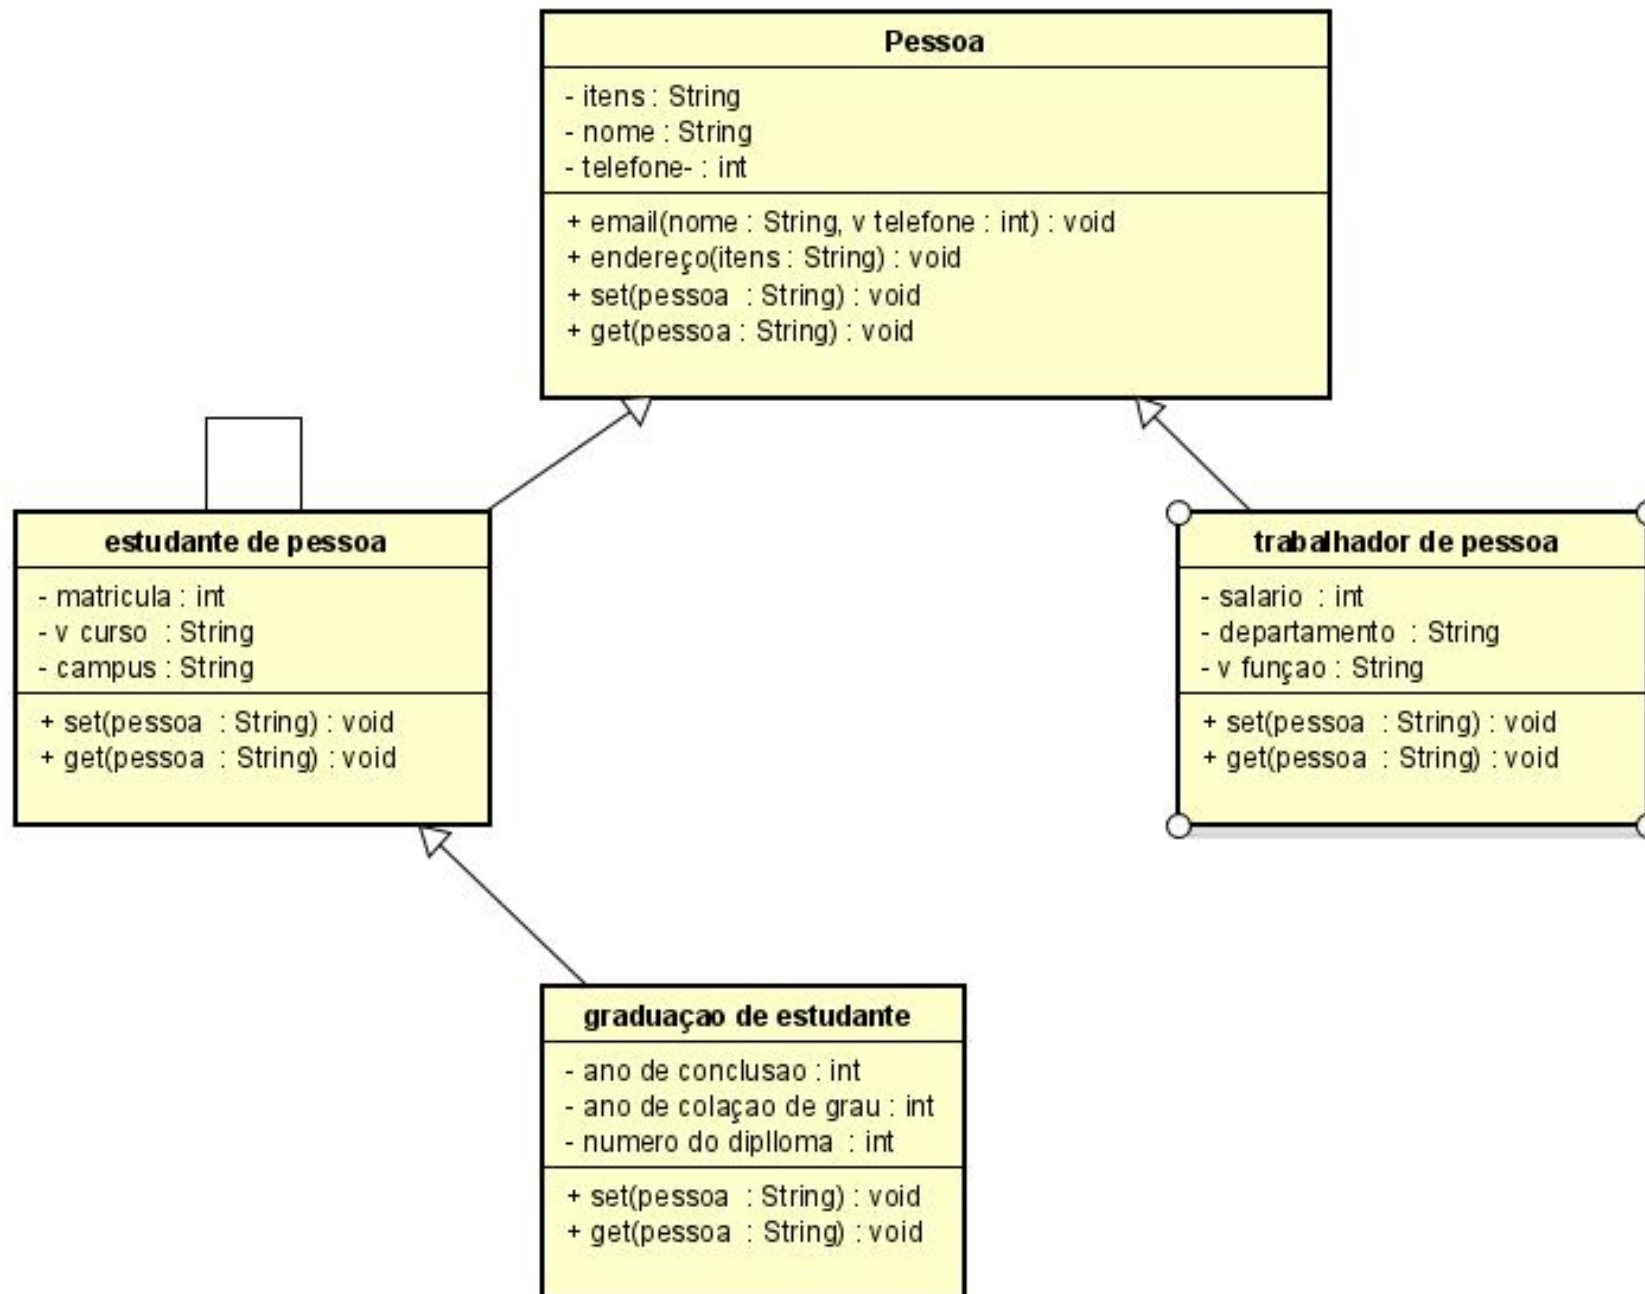 Pessoa
- itens : String
- nome : String
- telefone- : int
+ email(nome : String, v telefone : int) : void
+ endereço(itens : String) : void
+ set(pessoa : String) : void
+ get(pessoa : String) : void
estudante de pessoa
- matricula : int
- v curso : String
- campus : String
+ set(pessoa : String) : void
+ get(pessoa : String) : void
trabalhador de pessoa
- salario : int
- departamento : String
- v funçao : String
+ set(pessoa : String) : void
+ get(pessoa : String) : void
graduaçao de estudante
- ano de conclusao : int
- ano de colaçao de grau : int
- numero do diplloma : int
+ set(pessoa : String) : void
+ get(pessoa : String) : void